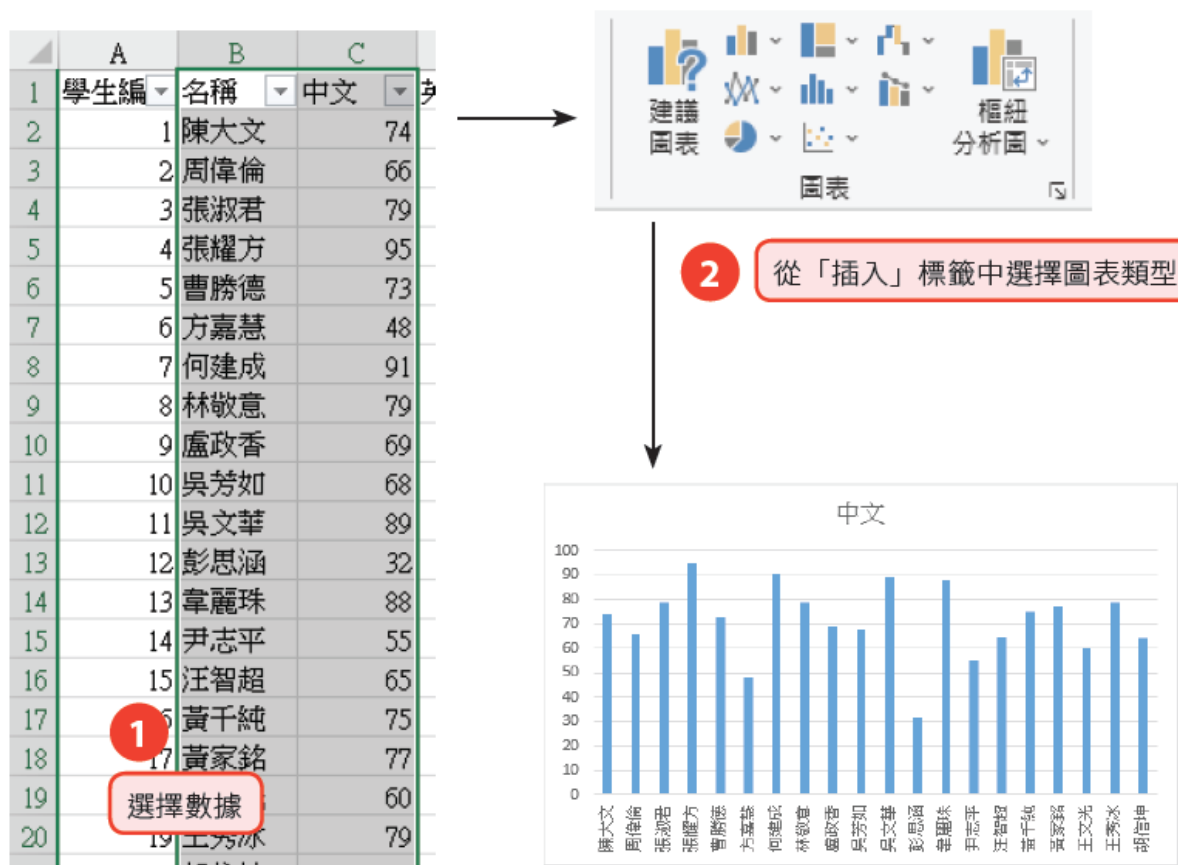 A B C
1 學生編 名稱 中文
2 1 陳大文 74
3 2 周偉倫 66
4 3 張淑君 79
5 4 張耀方 95
6 5 曹勝德 73
7 6 方嘉慧 48
8 7 何建成 91
9 8 林敬意 79
10 9 盧政香 69
11 10 吳芳如 68
12 11 吳文華 89
13 12 彭思涵 32
14 13 韋麗珠 88
15 14 尹志平 55
16 15 汪智超 65
17 6 黃千純 75
18 17 黃家銘 77
19 60
20 19 王秀冰 79
1
選擇數據
建議
圖表
樞紐
分析圖
圖表
2 從「插入」標籤中選擇圖表類型
中文
100
90
80
70
60
50
40
30
20
10
0
陳大文
周偉倫
張淑君
張耀方
曹勝德
方嘉慧
何建成
林敬意
盧政香
吳芳如
吳文華
彭思涵
韋麗珠
尹志平
汪智超
黃千純
黃家銘
王文光
王秀冰
胡信坤